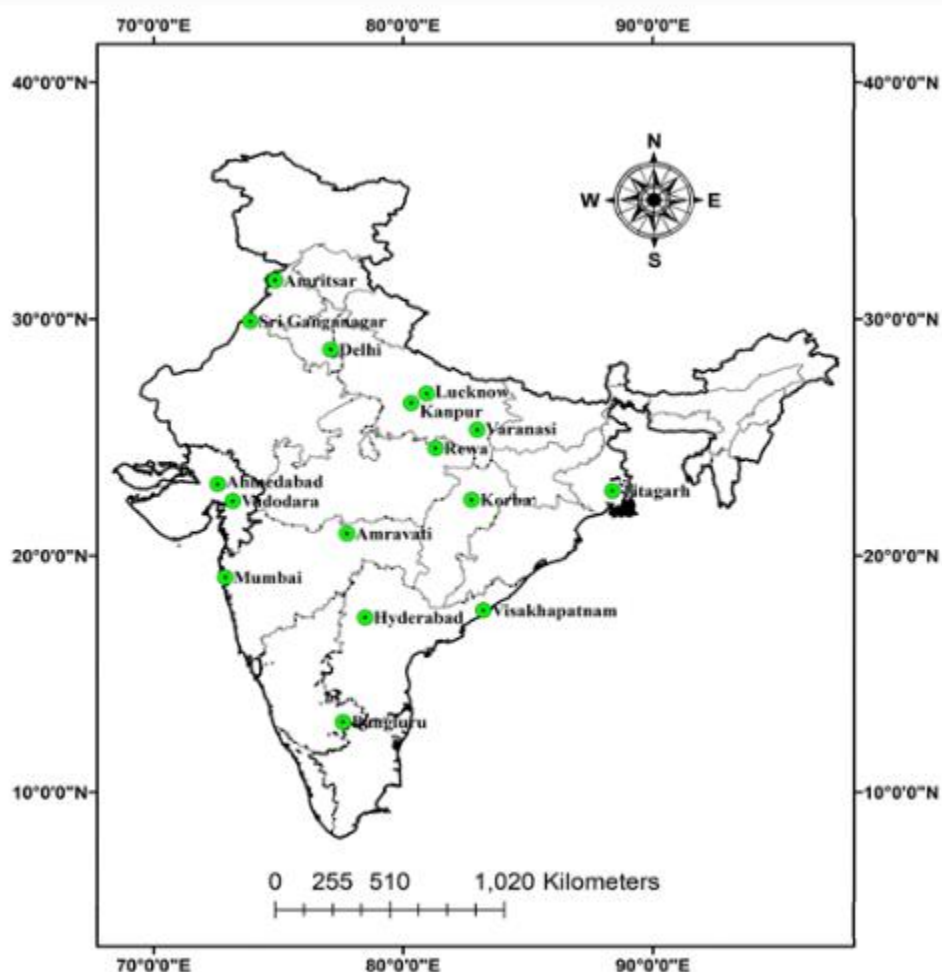 70°0'0"E 80°0'0"E 90°0'0"E
40°0'0"N 40°0'0"N
N
W E
S
Amritsar
30°0'0"N 30°0'0"N
Sri Ganganagar
Delhi
Lucknow
Kanpur
Varanasi
Rewa
Ahmedabad
Vadodara
Korba
Titagarh
Amravati
20°0'0"N 20°0'0"N
Mumbai
Hyderabad
Visakhapatnam
10°0'0"N 10°0'0"N
0 255 510 1,020 Kilometers
70°0'0"E 80°0'0"E 90°0'0"E